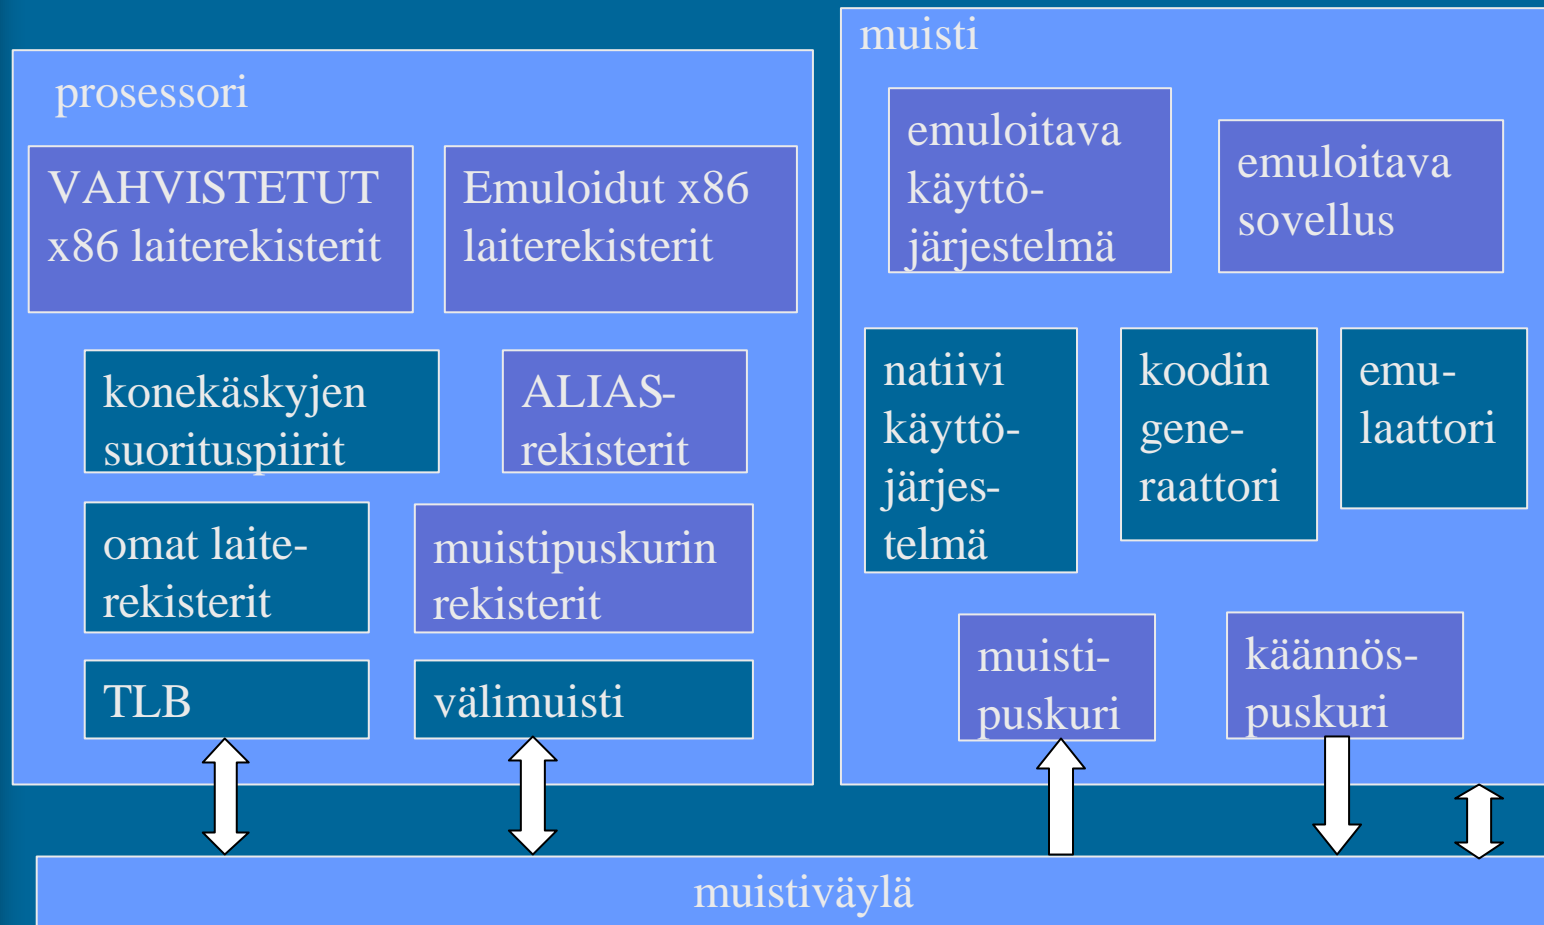 prosessori
VAHVISTETUT
x86 laiterekisterit
Emuloidut x86
laiterekisterit
konekäskyjen
suorituspiirit
ALIAS-
rekisterit
omat laite-
rekisterit
muistipuskurin
rekisterit
TLB
välimuisti
muisti
emuloitava
käyttö-
järjestelmä
emuloitava
sovellus
natiivi
käyttö-
järjes-
telmä
koodin
gene-
raattori
emu-
laattori
muisti-
puskuri
käännös-
puskuri
muistiväylä